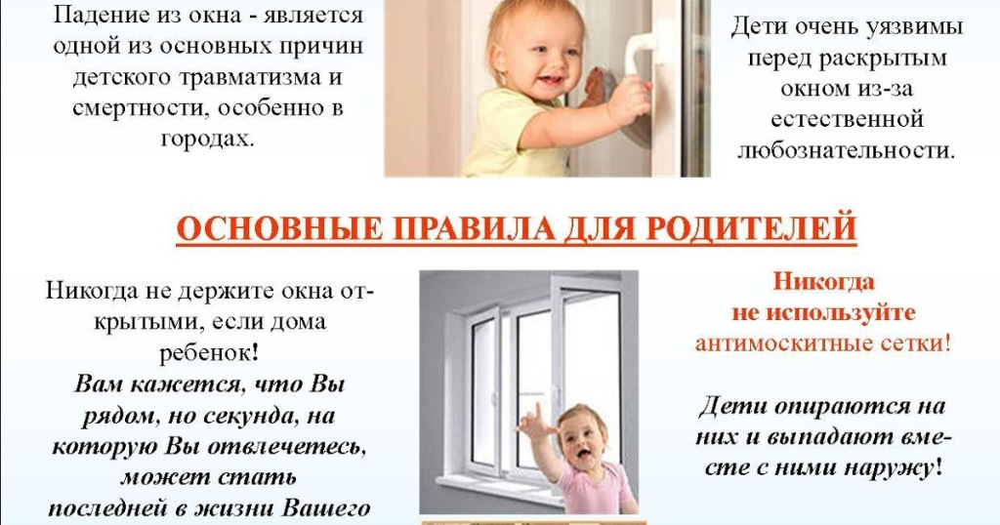 Падение из окна - является
одной из основных причин
детского травматизма и
смертности, особенно в
городах.
Дети очень уязвимы
перед раскрытым
окном из-за
естественной
любознательности.
ОСНОВНЫЕ ПРАВИЛА ДЛЯ РОДИТЕЛЕЙ
Никогда не держите окна от-
крытыми, если дома
ребенок!
Вам кажется, что Вы
рядом, но секунда, на
которую Вы отвлечетесь,
может стать
последней в жизни Вашего
Никогда
не используйте
антимоскитные сетки!
Дети опираются на
них и выпадают вме-
сте с ними наружу!